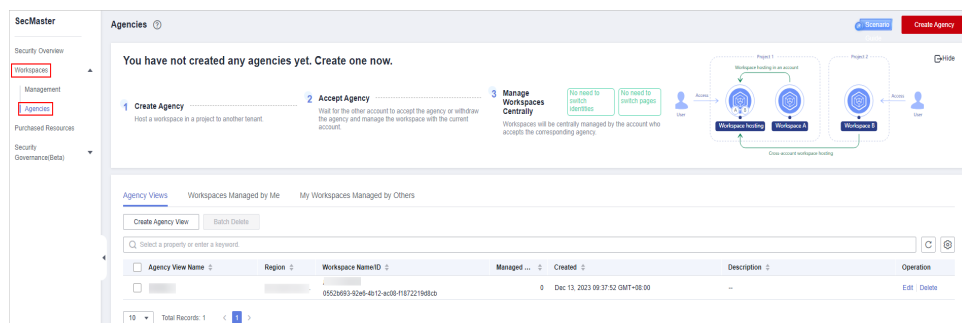 SecMaster
Security Overview
Workspaces
Management
Agencies
Purchased Resources
Security
Governance(Beta)
Agencies
Scenario
Create Agency
You have not created any agencies yet. Create one now.
Hide
1 Create Agency
Host a workspace in a project to another tenant.
2 Accept Agency
Wait for the other account to accept the agency or withdraw
the agency and manage the workspace with the current
account.
3 Manage
Workspaces
Centrally
No need to
switch
identities
No need to
switch pages
Workspaces will be centrally managed by the account who
accepts the corresponding agency.
Project 1
Project 2
Workspace hosting in an account
Access
User
Workspace hosting
Workspace A
Workspace B
Access
User
Cross-account workspace hosting
Agency Views
Workspaces Managed by Me
My Workspaces Managed by Others
Create Agency View
Batch Delete
Select a property or enter a keyword.
Agency View Name
Region
Workspace Name/ID
Managed ...
Created
Description
Operation
0552b693-92e6-4b12-ac08-f1872219d8cb
0
Dec 13, 2023 09:37:52 GMT+08:00
--
Edit
Delete
10
Total Records: 1
1